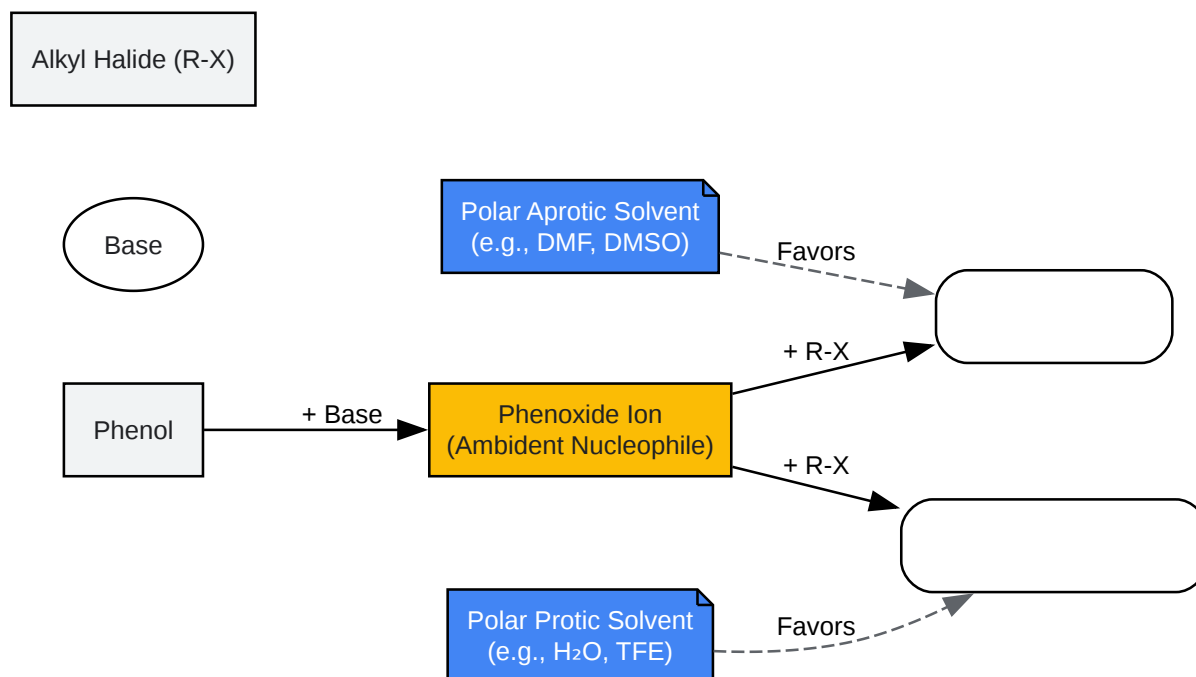 Alkyl Halide (R-X)
Polar Aprotic Solvent
(e.g., DMF, DMSO)
Favors
Base
+ R-X
Phenol
+ Base
Phenoxide Ion
(Ambident Nucleophile)
+ R-X
Polar Protic Solvent
(e.g., H₂O, TFE)
Favors